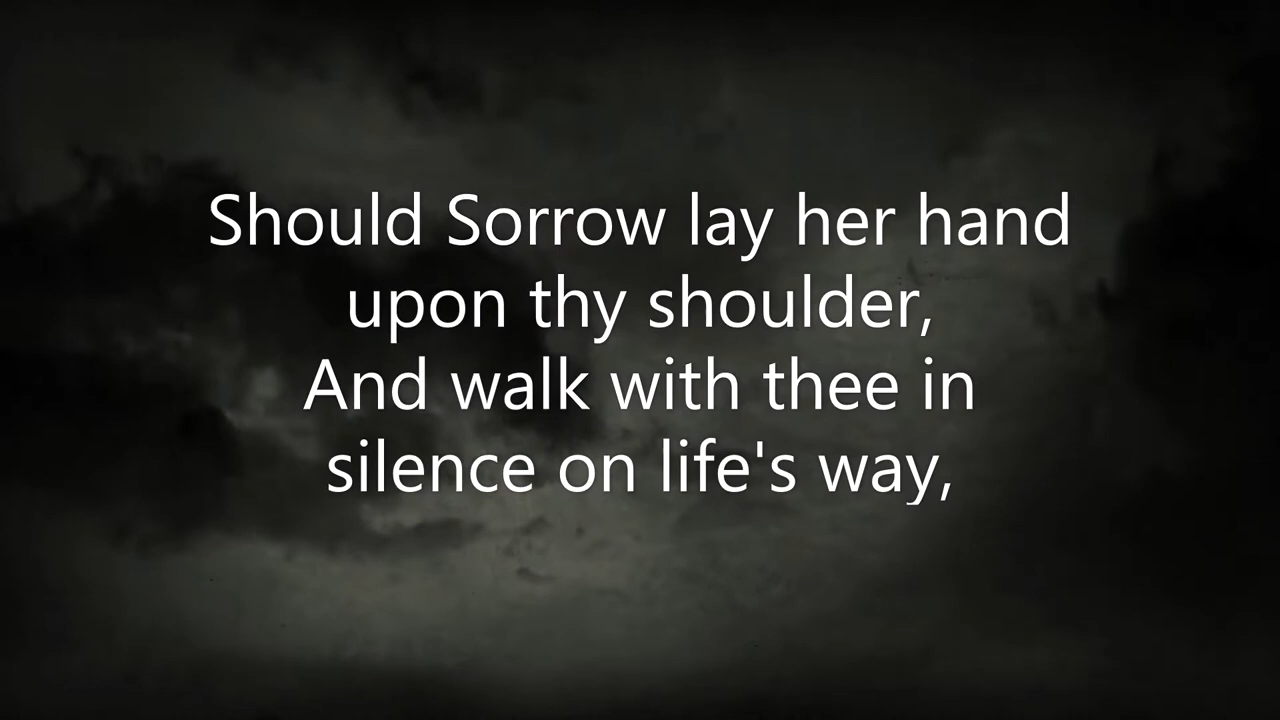 Should Sorrow lay her hand
upon thy shoulder,
And walk with thee in
silence on life's way,